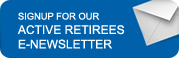 SIGNUP FOR OUR
ACTIVE RETIREES
E-NEWSLETTER